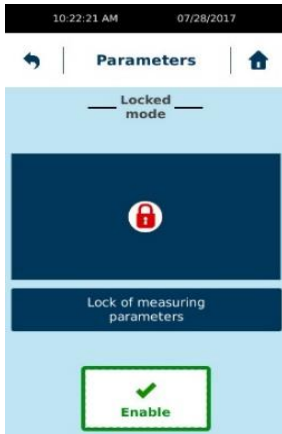 10:22:21 AM 07/28/2017
Parameters
Locked
mode
Lock of measuring
parameters
Enable